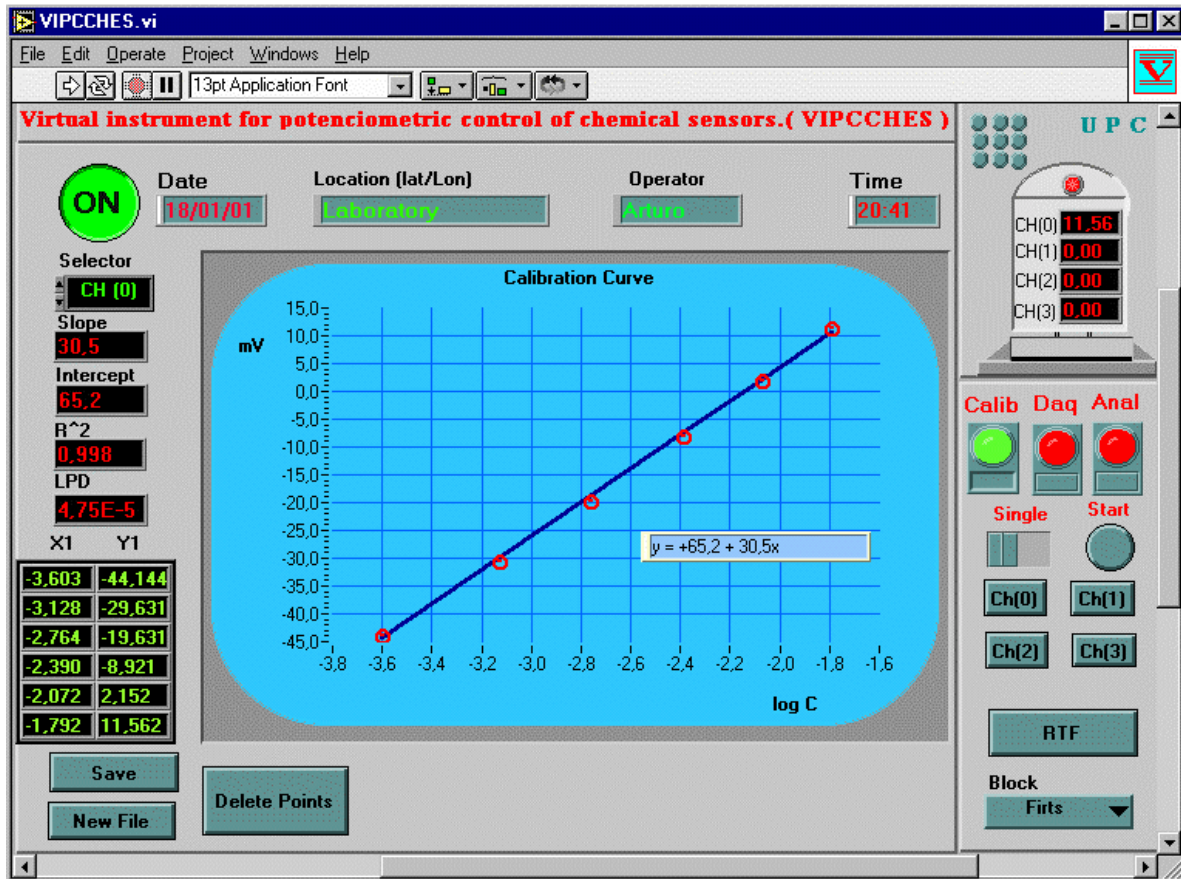 VIPCCHES.vi
File Edit Operate Project Windows Help
13pt Application Font
V
Virtual instrument for potenciometric control of chemical sensors.( VIPCCHES )
U P C
ON
Date
18/01/01
Location (lat/Lon)
Laboratory
Operator
Arturo
Time
20:41
CH(0) 11,56
CH(1) 0,00
CH(2) 0,00
CH(3) 0,00
Selector
CH (0)
Slope
30,5
Intercept
65,2
R^2
0,998
LPD
4,75E-5
X1 Y1
-3,603 -44,144
-3,128 -29,631
-2,764 -19,631
-2,390 -8,921
-2,072 2,152
-1,792 11,562
Calibration Curve
mV
15,0
10,0
5,0
0,0
-5,0
-10,0
-15,0
-20,0
-25,0
-30,0
-35,0
-40,0
-45,0
y = +65,2 + 30,5x
-3,8 -3,6 -3,4 -3,2 -3,0 -2,8 -2,6 -2,4 -2,2 -2,0 -1,8 -1,6
log C
Calib Daq Anal
Single Start
Ch(0) Ch(1)
Ch(2) Ch(3)
RTF
Block
Firts
Save
New File
Delete Points